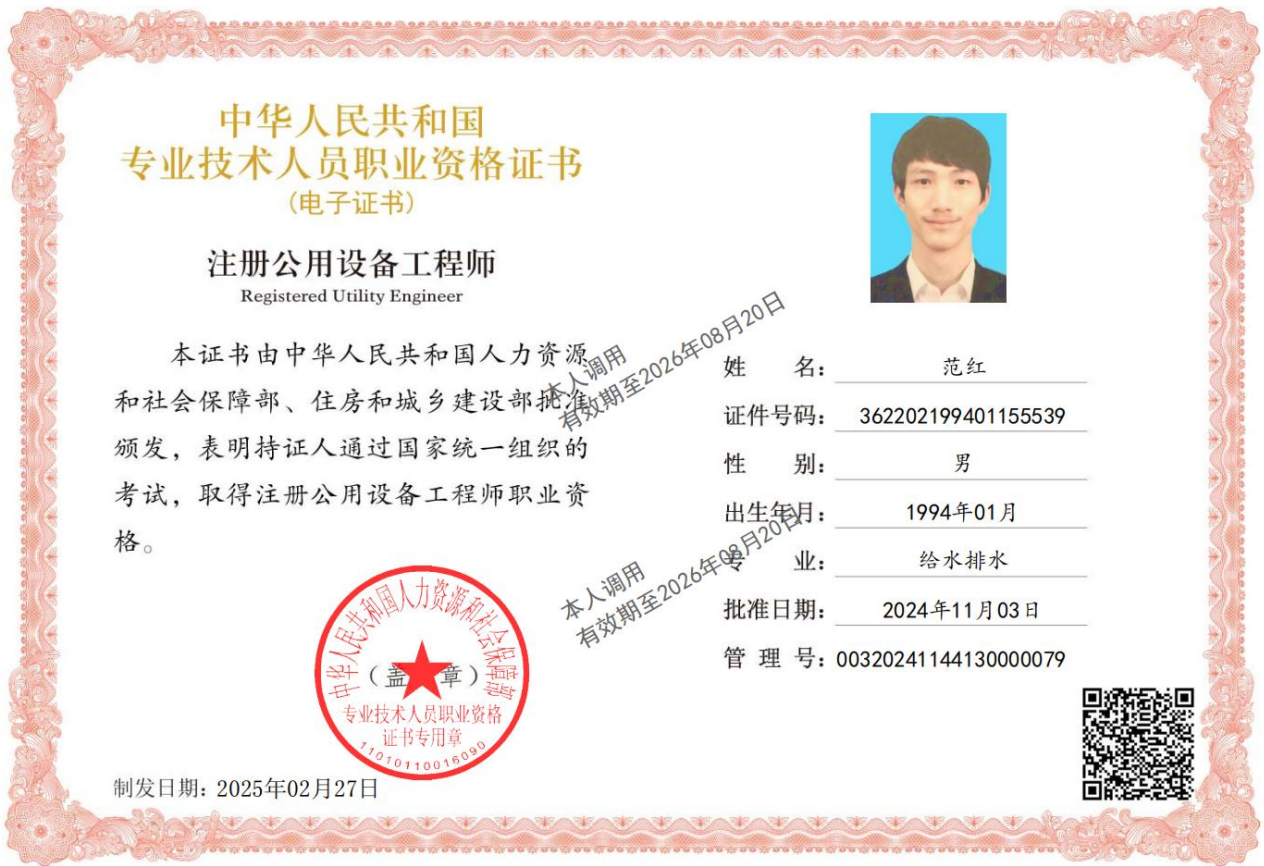 中华人民共和国
专业技术人员职业资格证书
(电子证书)
注册公用设备工程师
Registered Utility Engineer
本证书由中华人民共和国人力资源
和社会保障部、住房和城乡建设部批准
颁发，表明持证人通过国家统一组织的
考试，取得注册公用设备工程师职业资
格。
本人调用
有效期至2026年08月20日
本人调用
有效期至2026年08月20日
中华人民共和国人力资源和社会保障部
（盖章）
专业技术人员职业资格
证书专用章
11010110016090
制发日期：2025年02月27日
姓名：范红
证件号码：362202199401155539
性别：男
出生年月：1994年01月
专业：给水排水
批准日期：2024年11月03日
管理号：00320241144130000079